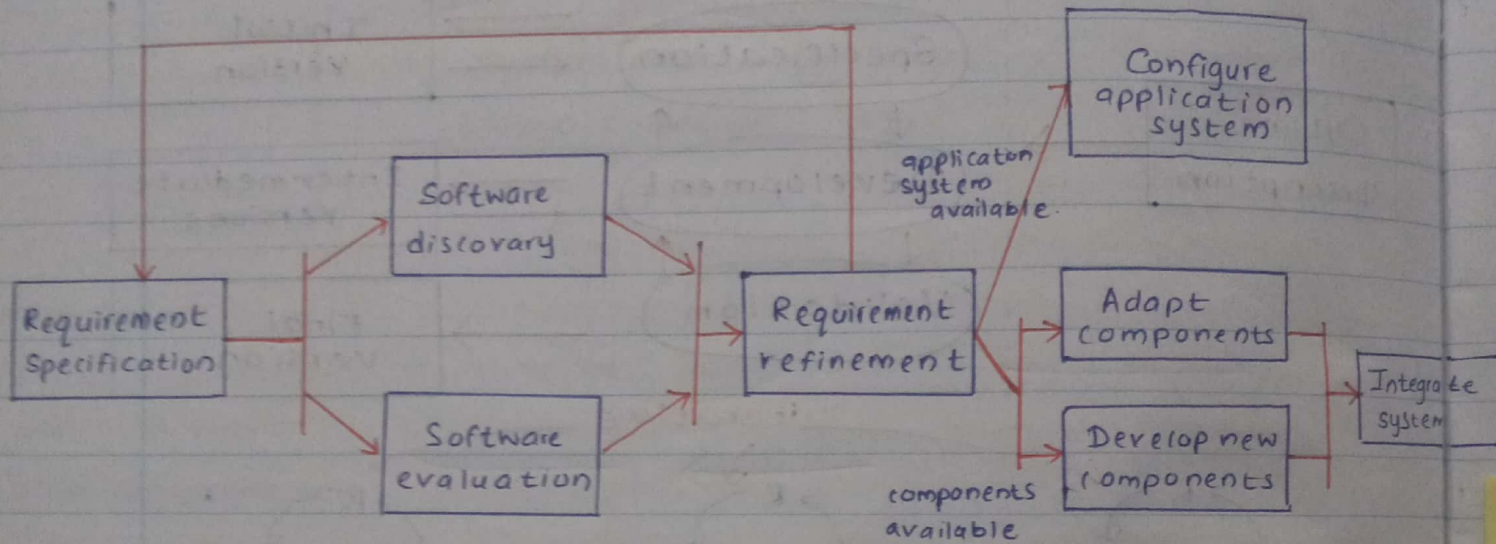 Configure
application
system
applicaton
system
available.
Software
discovary
Requirement
specification
Requirement
refinement
Adapt
components
Integrate
system
Software
evaluation
Develop new
components
components
available